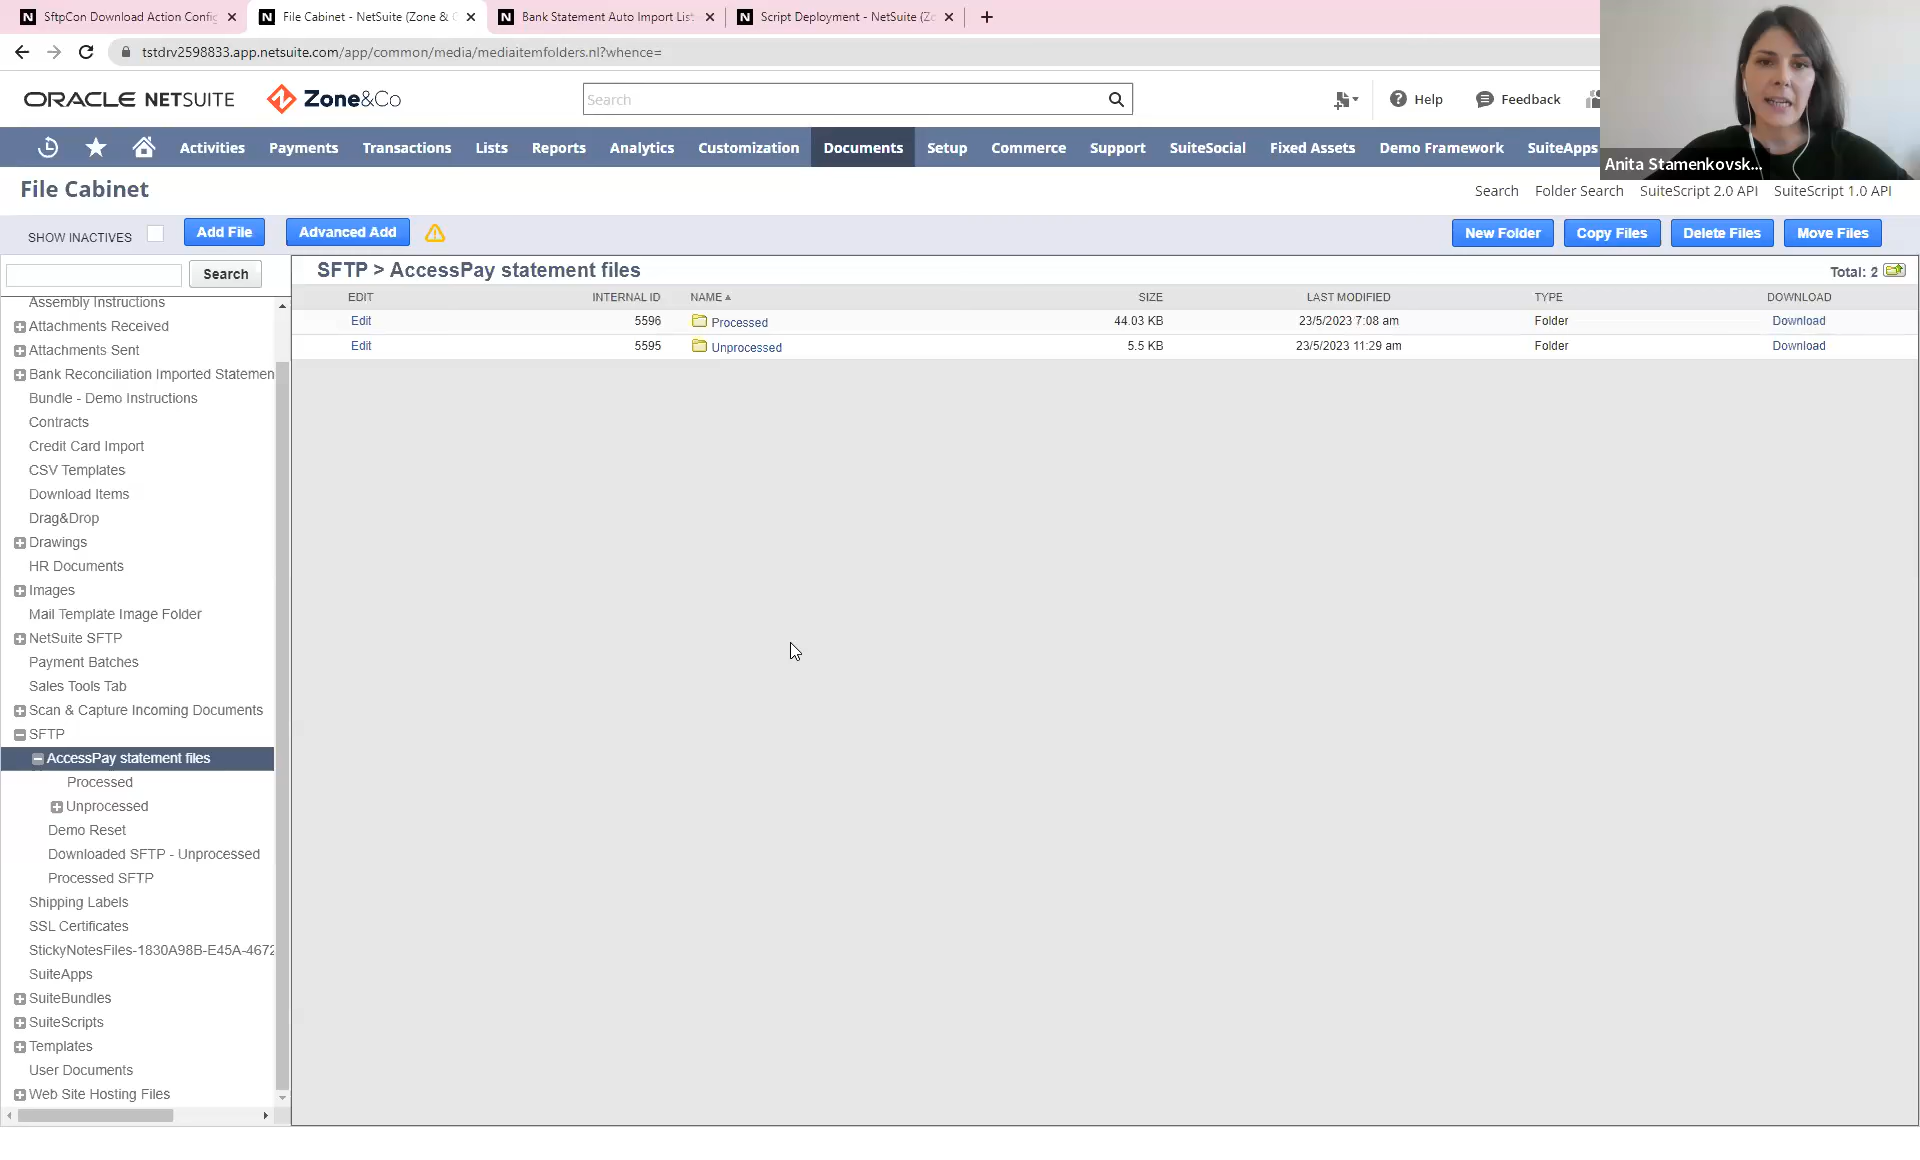 SftpCon Download Action Config
File Cabinet - NetSuite (Zone & C
Bank Statement Auto Import List
Script Deployment - NetSuite (Zo
tstdrv2598833.app.netsuite.com/app/common/media/mediaitemfolders.nl?whence=
ORACLE NETSUITE
Zone&Co
Search
Help
Feedback
Activities
Payments
Transactions
Lists
Reports
Analytics
Customization
Documents
Setup
Commerce
Support
SuiteSocial
Fixed Assets
Demo Framework
SuiteApps
Anita Stamenkovsk...
File Cabinet
Search
Folder Search
SuiteScript 2.0 API
SuiteScript 1.0 API
SHOW INACTIVES
Add File
Advanced Add
New Folder
Copy Files
Delete Files
Move Files
Search
SFTP > AccessPay statement files
Total: 2
EDIT INTERNAL ID NAME SIZE LAST MODIFIED TYPE DOWNLOAD
Edit 5596 Processed 44.03 KB 23/5/2023 7:08 am Folder Download
Edit 5595 Unprocessed 5.5 KB 23/5/2023 11:29 am Folder Download
Assembly Instructions
Attachments Received
Attachments Sent
Bank Reconciliation Imported Statemen
Bundle - Demo Instructions
Contracts
Credit Card Import
CSV Templates
Download Items
Drag&Drop
Drawings
HR Documents
Images
Mail Template Image Folder
NetSuite SFTP
Payment Batches
Sales Tools Tab
Scan & Capture Incoming Documents
SFTP
AccessPay statement files
Processed
Unprocessed
Demo Reset
Downloaded SFTP - Unprocessed
Processed SFTP
Shipping Labels
SSL Certificates
StickyNotesFiles-1830A98B-E45A-4672
SuiteApps
SuiteBundles
SuiteScripts
Templates
User Documents
Web Site Hosting Files